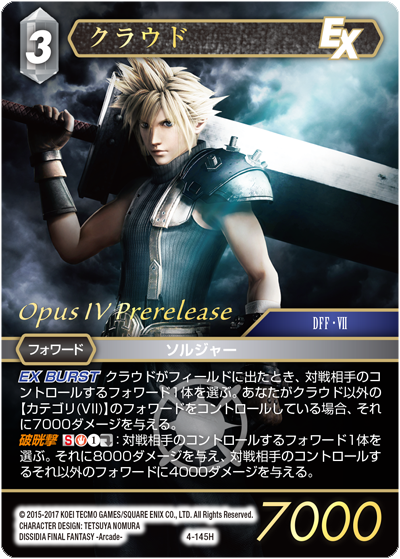 3 クラウド EX
Opus IV Prerelease
DFF・VII
フォワード ソルジャー
EX BURST クラウドがフィールドに出たとき、対戦相手のコ
ントロールするフォワード1体を選ぶ。あなたがクラウド以外の
【カテゴリ(VII)】のフォワードをコントロールしている場合、それ
に7000ダメージを与える。
破晄撃 S 1 : 対戦相手のコントロールするフォワード1体を
選ぶ。それに8000ダメージを与え、対戦相手のコントロールす
るそれ以外のフォワードに4000ダメージを与える。
© 2015-2017 KOEI TECMO GAMES/SQUARE ENIX CO., LTD. All Rights Reserved.
CHARACTER DESIGN: TETSUYA NOMURA
DISSIDIA FINAL FANTASY -Arcade-
4-145H
7000